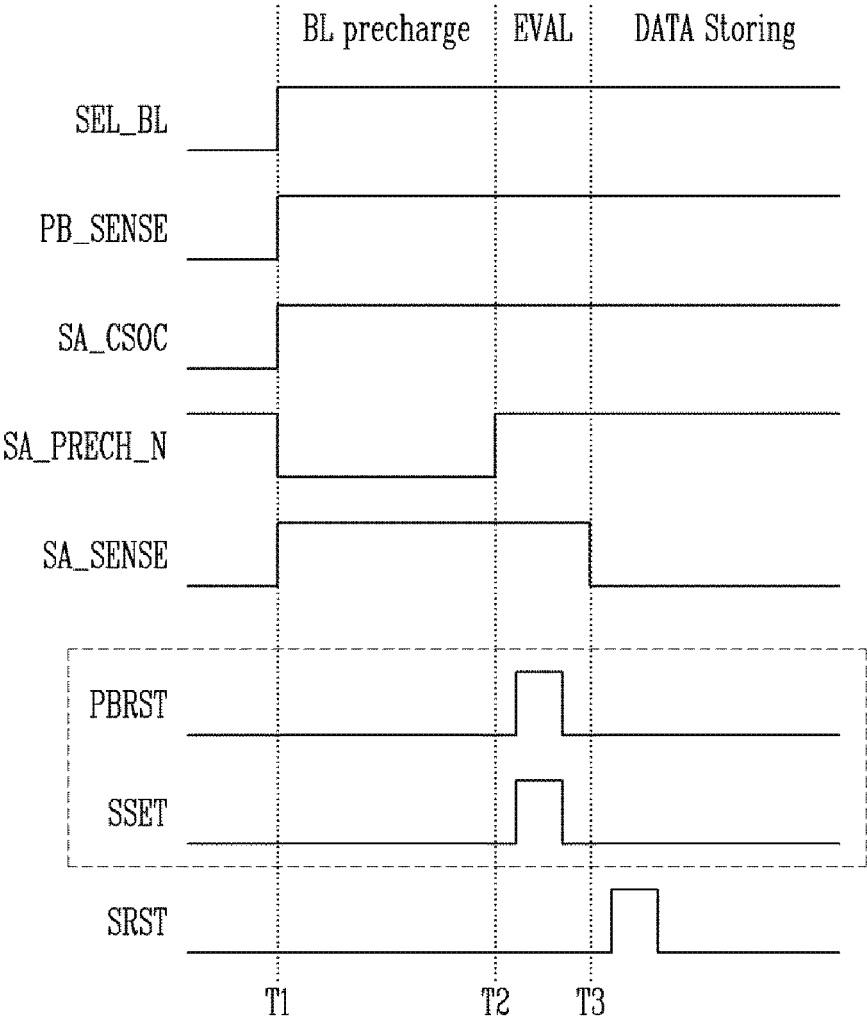 BL precharge EVAL DATA Storing
SEL_BL
PB_SENSE
SA_CSOC
SA_PRECH_N
SA_SENSE
PBRST
SSET
SRST
T1 T2 T3